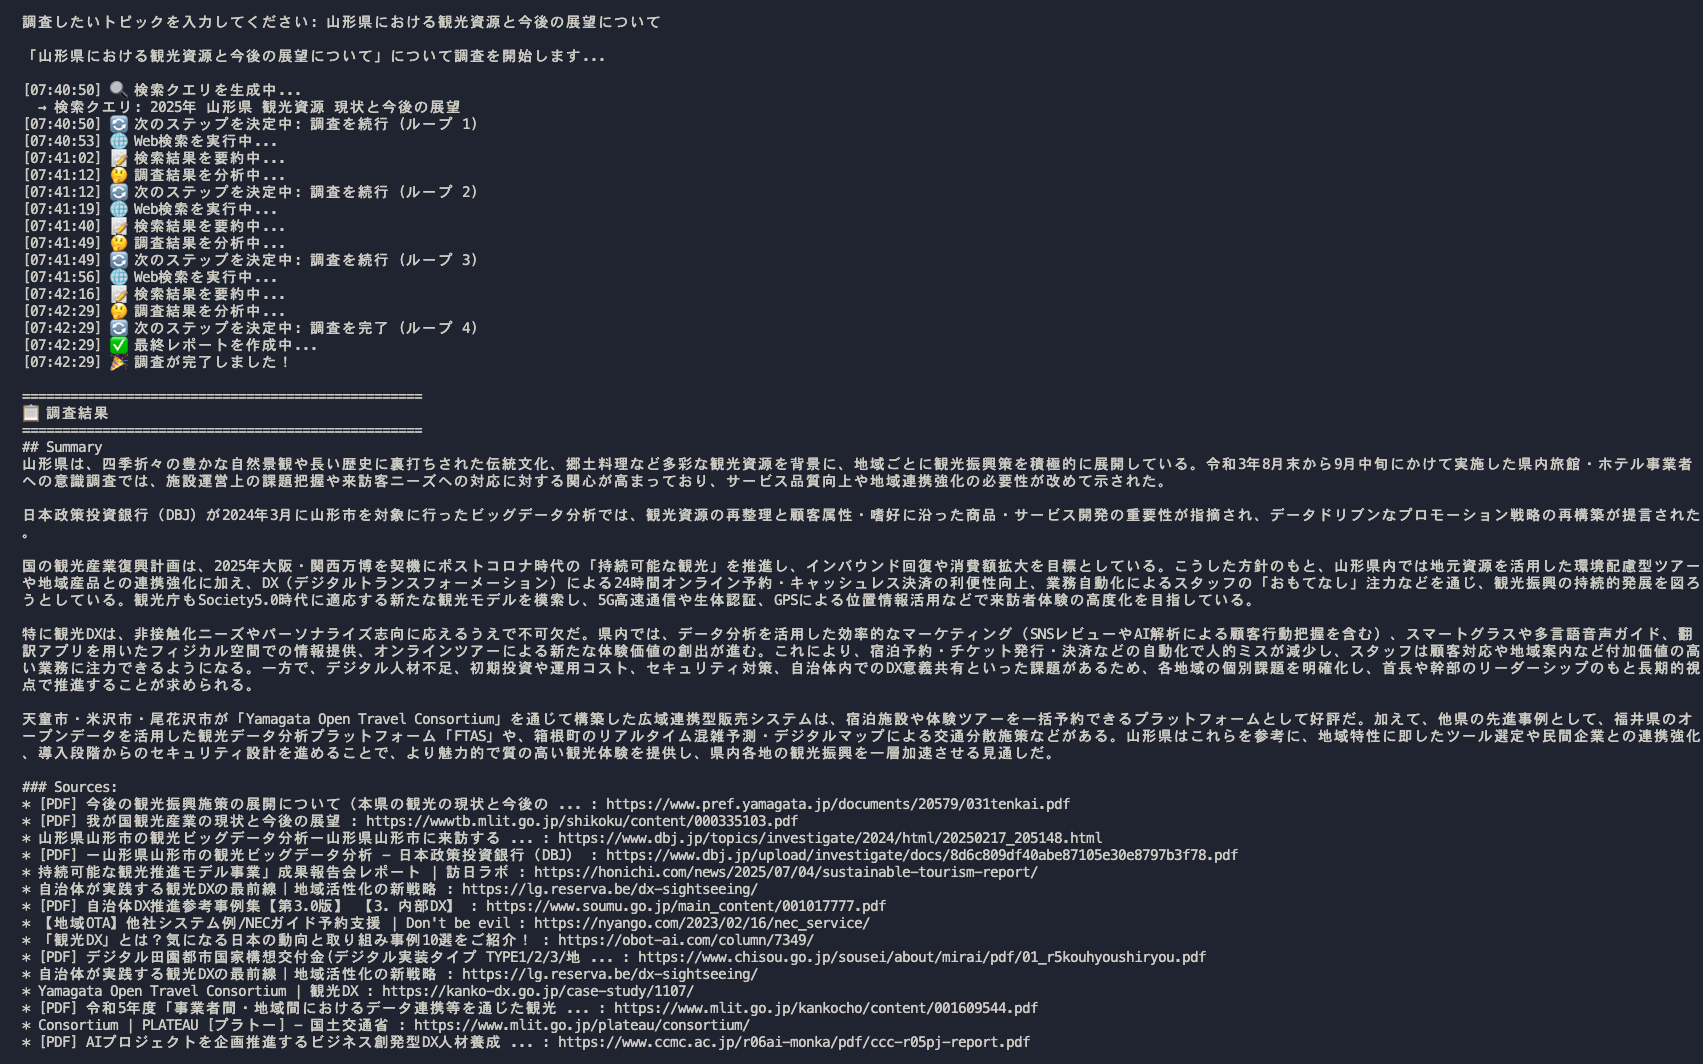 調査したいトピックを入力してください: 山形県における観光資源と今後の展望について
「山形県における観光資源と今後の展望について」について調査を開始します...
[07:40:50] 🔍 検索クエリを生成中...
→ 検索クエリ: 2025年 山形県 観光資源 現状と今後の展望
[07:40:50] 🔄 次のステップを決定中: 調査を続行 (ループ 1)
[07:40:53] 🌐 Web検索を実行中...
[07:41:02] 📝 検索結果を要約中...
[07:41:12] 🤔 調査結果を分析中...
[07:41:12] 🔄 次のステップを決定中: 調査を続行 (ループ 2)
[07:41:19] 🌐 Web検索を実行中...
[07:41:40] 📝 検索結果を要約中...
[07:41:49] 🤔 調査結果を分析中...
[07:41:49] 🔄 次のステップを決定中: 調査を続行 (ループ 3)
[07:41:56] 🌐 Web検索を実行中...
[07:42:16] 📝 検索結果を要約中...
[07:42:29] 🤔 調査結果を分析中...
[07:42:29] 🔄 次のステップを決定中: 調査を完了 (ループ 4)
[07:42:29] ✅ 最終レポートを作成中...
[07:42:29] 🎉 調査が完了しました！
==================================================
📋 調査結果
==================================================
## Summary
山形県は、四季折々の豊かな自然景観や長い歴史に裏打ちされた伝統文化、郷土料理など多彩な観光資源を背景に、地域ごとに観光振興策を積極的に展開している。令和3年8月末から9月中旬にかけて実施した県内旅館・ホテル事業者
への意識調査では、施設運営上の課題把握や来訪客ニーズへの対応に対する関心が高まっており、サービス品質向上や地域連携強化の必要性が改めて示された。
日本政策投資銀行（DBJ）が2024年3月に山形市を対象に行ったビッグデータ分析では、観光資源の再整理と顧客属性・嗜好に沿った商品・サービス開発の重要性が指摘され、データドリブンなプロモーション戦略の再構築が提言された
。
国の観光産業復興計画は、2025年大阪・関西万博を契機にポストコロナ時代の「持続可能な観光」を推進し、インバウンド回復や消費額拡大を目標としている。こうした方針のもと、山形県内では地元資源を活用した環境配慮型ツアー
や地域産品との連携強化に加え、DX（デジタルトランスフォーメーション）による24時間オンライン予約・キャッシュレス決済の利便性向上、業務自動化によるスタッフの「おもてなし」注力などを通じ、観光振興の持続的発展を図ろ
うとしている。観光庁もSociety5.0時代に適応する新たな観光モデルを模索し、5G高速通信や生体認証、GPSによる位置情報活用などで来訪者体験の高度化を目指している。
特に観光DXは、非接触化ニーズやパーソナライズ志向に応えるうえで不可欠だ。県内では、データ分析を活用した効率的なマーケティング（SNSレビューやAI解析による顧客行動把握を含む）、スマートグラスや多言語音声ガイド、翻
訳アプリを用いたフィジカル空間での情報提供、オンラインツアーによる新たな体験価値の創出が進む。これにより、宿泊予約・チケット発行・決済などの自動化で人的ミスが減少し、スタッフは顧客対応や地域案内など付加価値の高
い業務に注力できるようになる。一方で、デジタル人材不足、初期投資や運用コスト、セキュリティ対策、自治体内でのDX意義共有といった課題があるため、各地域の個別課題を明確化し、首長や幹部のリーダーシップのもと長期的視
点で推進することが求められる。
天童市・米沢市・尾花沢市が「Yamagata Open Travel Consortium」を通じて構築した広域連携型販売システムは、宿泊施設や体験ツアーを一括予約できるプラットフォームとして好評だ。加えて、他県の先進事例として、福井県のオ
ープンデータを活用した観光データ分析プラットフォーム「FTAS」や、箱根町のリアルタイム混雑予測・デジタルマップによる交通分散施策などがある。山形県はこれらを参考に、地域特性に即したツール選定や民間企業との連携強化
、導入段階からのセキュリティ設計を進めることで、より魅力的で質の高い観光体験を提供し、県内各地の観光振興を一層加速させる見通しだ。
### Sources:
* [PDF] 今後の観光振興施策の展開について（本県の観光の現状と今後の ... : https://www.pref.yamagata.jp/documents/20579/031tenkai.pdf
* [PDF] 我が国観光産業の現状と今後の展望 : https://wwwtb.mlit.go.jp/shikoku/content/000335103.pdf
* 山形県山形市の観光ビッグデータ分析ー山形県山形市に来訪する ... : https://www.dbj.jp/topics/investigate/2024/html/20250217_205148.html
* [PDF] ー山形県山形市の観光ビッグデータ分析 – 日本政策投資銀行（DBJ） : https://www.dbj.jp/upload/investigate/docs/8d6c809df40abe87105e30e8797b3f78.pdf
* 持続可能な観光推進モデル事業」成果報告会レポート | 訪日ラボ : https://honichi.com/news/2025/07/04/sustainable-tourism-report/
* 自治体が実践する観光DXの最前線｜地域活性化の新戦略 : https://lg.reserva.be/dx-sightseeing/
* [PDF] 自治体DX推進参考事例集【第3.0版】 【3. 内部DX】 : https://www.soumu.go.jp/main_content/001017777.pdf
* 【地域OTA】他社システム例/NECガイド予約支援 | Don't be evil : https://nyango.com/2023/02/16/nec_service/
* 「観光DX」とは？気になる日本の動向と取り組み事例10選をご紹介！ : https://obot-ai.com/column/7349/
* [PDF] デジタル田園都市国家構想交付金(デジタル実装タイプ TYPE1/2/3/地 ... : https://www.chisou.go.jp/sousei/about/mirai/pdf/01_r5kouhyoushiryou.pdf
* 自治体が実践する観光DXの最前線｜地域活性化の新戦略 : https://lg.reserva.be/dx-sightseeing/
* Yamagata Open Travel Consortium | 観光DX : https://kanko-dx.go.jp/case-study/1107/
* [PDF] 令和5年度「事業者間・地域間におけるデータ連携等を通じた観光 ... : https://www.mlit.go.jp/kankocho/content/001609544.pdf
* Consortium | PLATEAU [プラトー] – 国土交通省 : https://www.mlit.go.jp/plateau/consortium/
* [PDF] AIプロジェクトを企画推進するビジネス創発型DX人材養成 ... : https://www.ccmc.ac.jp/r06ai-monka/pdf/ccc-r05pj-report.pdf